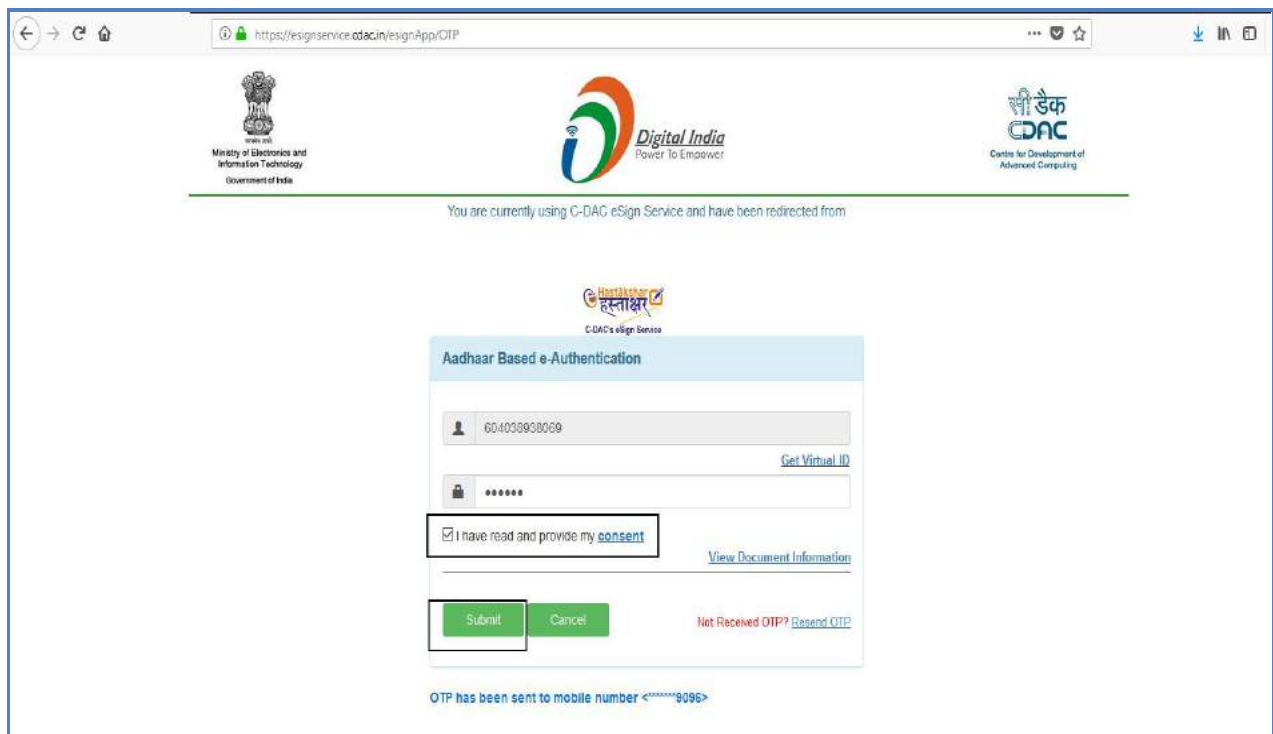 https://esignservice.cdac.in/esignApp/OTP
Ministry of Electronics and
Information Technology
Government of India
Digital India
Power To Empower
सी डैक
CDAC
Centre for Development of
Advanced Computing
You are currently using C-DAC eSign Service and have been redirected from
e Hastakshar
हस्ताक्षर
C-DAC's eSign Service
Aadhaar Based e-Authentication
604038938069
Get Virtual ID
••••••
I have read and provide my consent
View Document Information
Submit Cancel Not Received OTP? Resend OTP
OTP has been sent to mobile number <*******9096>